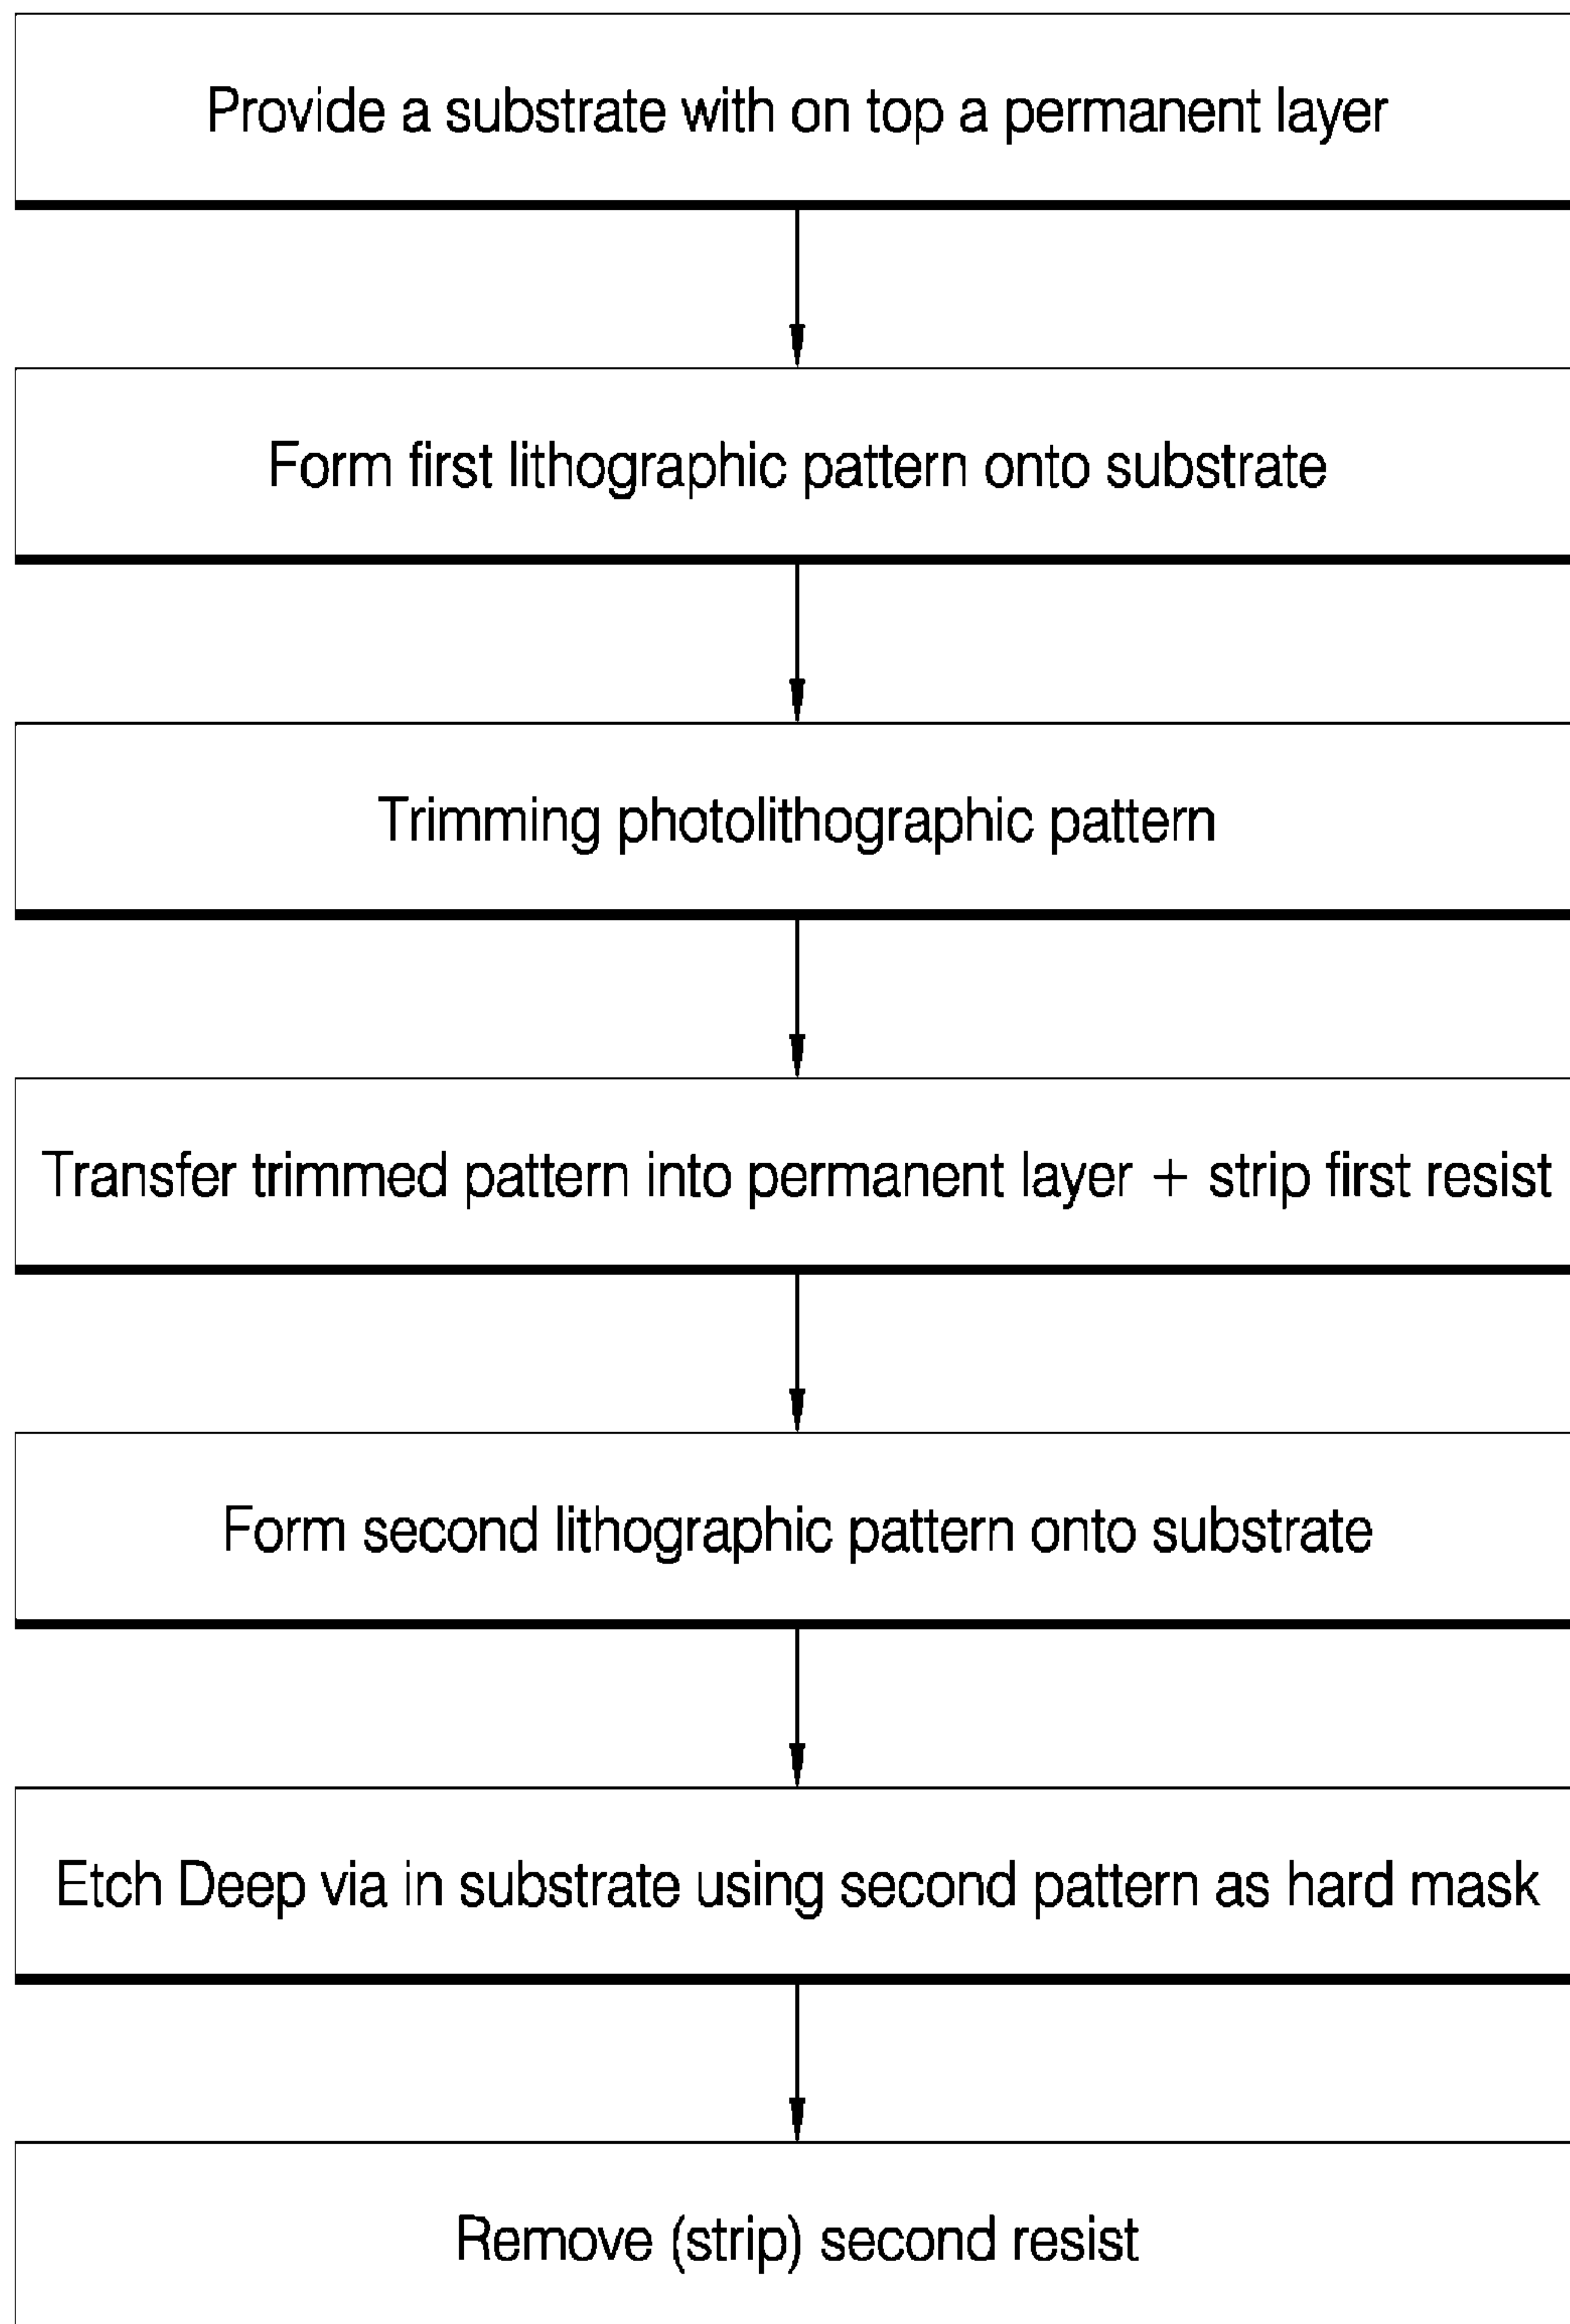 Provide a substrate with on top a permanent layer
Form first lithographic pattern onto substrate
Trimming photolithographic pattern
Transfer trimmed pattern into permanent layer + strip first resist
Form second lithographic pattern onto substrate
Etch Deep via in substrate using second pattern as hard mask
Remove (strip) second resist